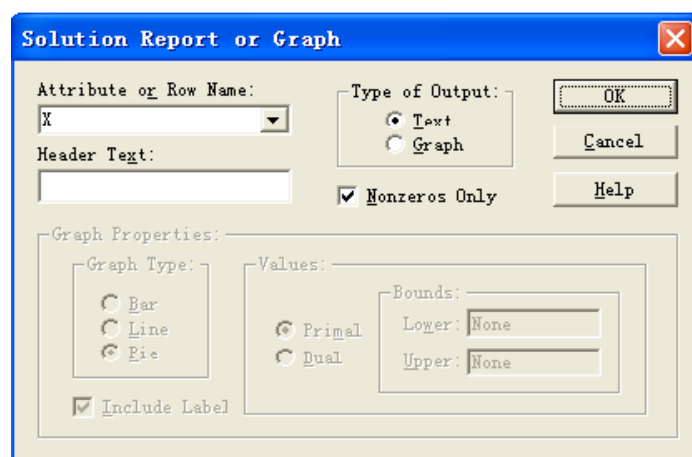 Solution Report or Graph
Attribute or Row Name:
X
Header Text:
Type of Output:
Text
Graph
Nonzeros Only
OK
Cancel
Help
Graph Properties:
Graph Type:
Bar
Line
Pie
Include Label
Values:
Primal
Dual
Bounds:
Lower: None
Upper: None